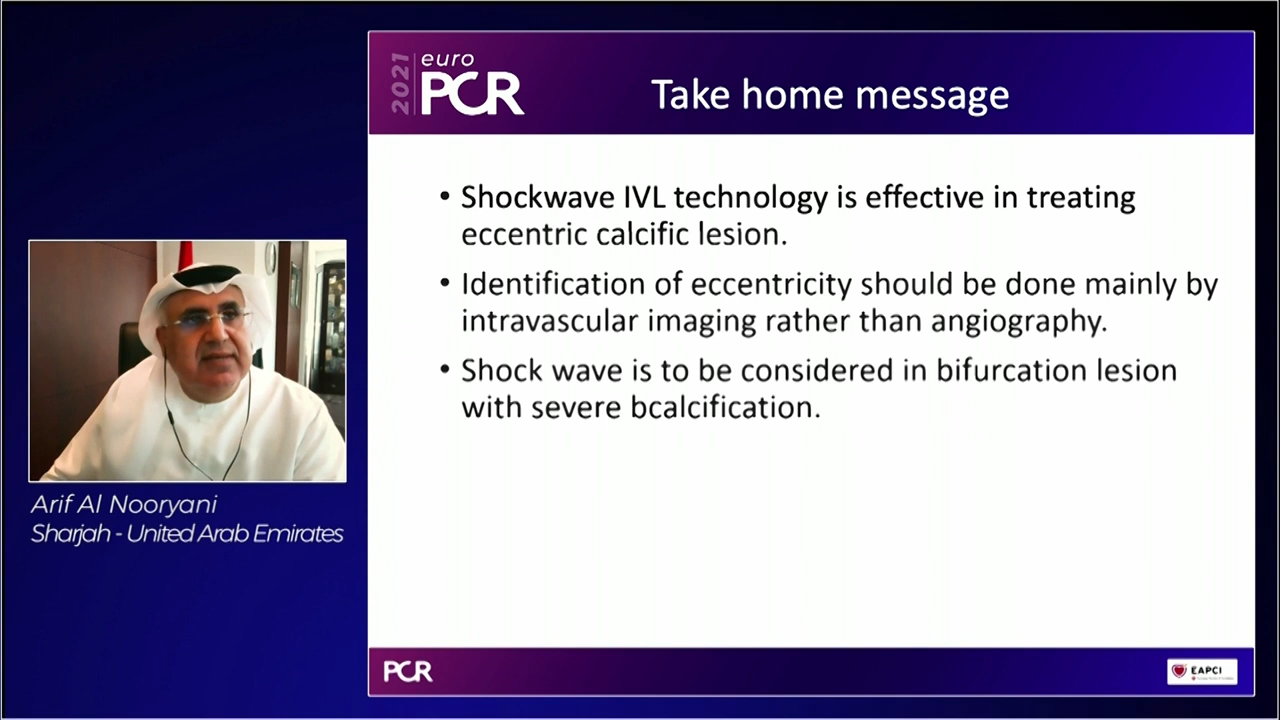 2021
euro
PCR
Take home message
• Shockwave IVL technology is effective in treating
eccentric calcific lesion.
• Identification of eccentricity should be done mainly by
intravascular imaging rather than angiography.
• Shock wave is to be considered in bifurcation lesion
with severe bcalcification.
Arif Al Nooryani
Sharjah - United Arab Emirates
PCR
EAPCI